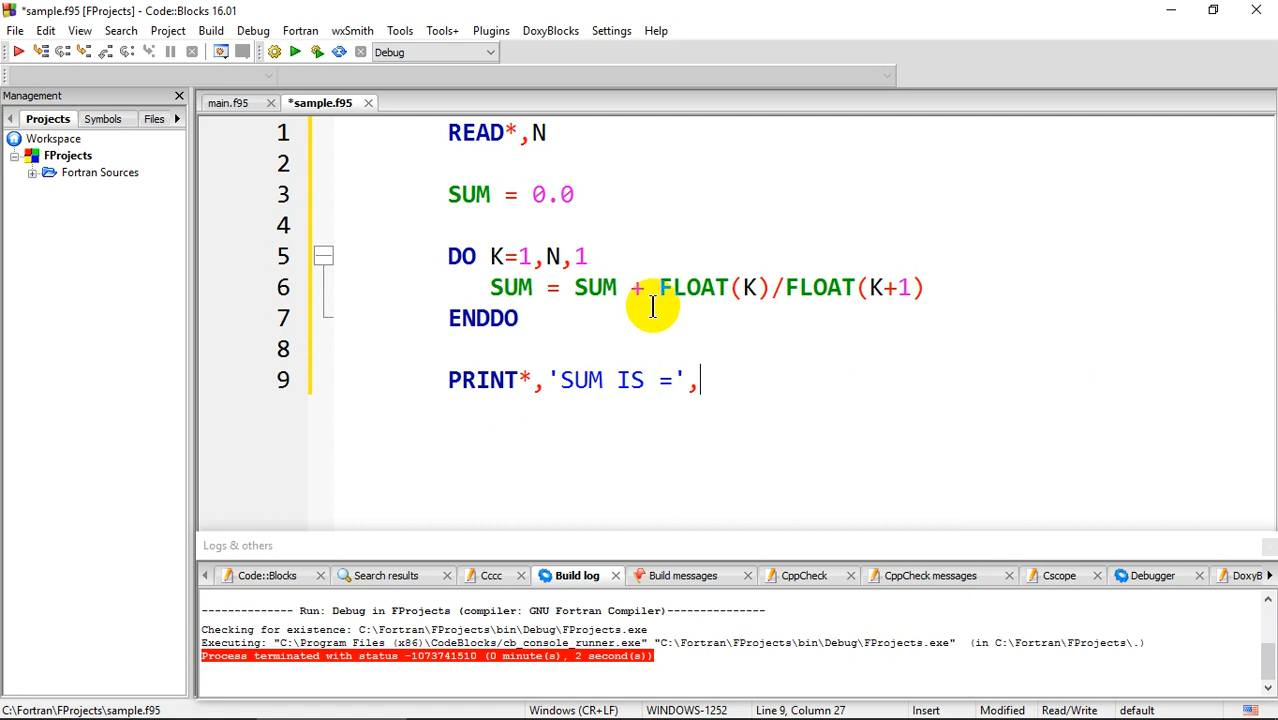 *sample.f95 [FProjects] - Code::Blocks 16.01
File Edit View Search Project Build Debug Fortran wxSmith Tools Tools+ Plugins DoxyBlocks Settings Help
Debug
Management
main.f95 *sample.f95
Projects Symbols Files
Workspace
FProjects
Fortran Sources
1 READ*,N
2
3 SUM = 0.0
4
5 DO K=1,N,1
6 SUM = SUM + FLOAT(K)/FLOAT(K+1)
7 ENDDO
8
9 PRINT*,'SUM IS =',
Logs & others
Code::Blocks Search results Cccc Build log Build messages CppCheck CppCheck messages Cscope Debugger DoxyB
-------------- Run: Debug in FProjects (compiler: GNU Fortran Compiler)---------------
Checking for existence: C:\Fortran\FProjects\bin\Debug\FProjects.exe
Executing: "C:\Program Files (x86)\CodeBlocks/cb_console_runner.exe" "C:\Fortran\FProjects\bin\Debug\FProjects.exe"  (in C:\Fortran\FProjects\.)
Process terminated with status -1073741510 (0 minute(s), 2 second(s))
C:\Fortran\FProjects\sample.f95 Windows (CR+LF) WINDOWS-1252 Line 9, Column 27 Insert Modified Read/Write default